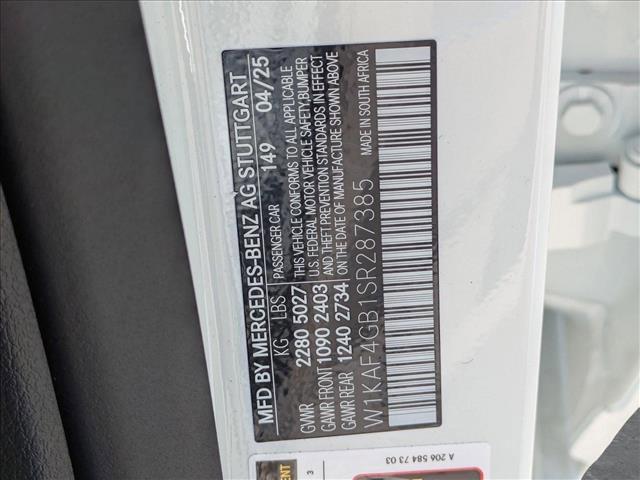 MFD BY MERCEDES-BENZ AG STUTTGART
PASSENGER CAR 149 04/25
KG LBS
GVWR 2280 5027
GAWR FRONT 1090 2403
GAWR REAR 1240 2734
THIS VEHICLE CONFORMS TO ALL APPLICABLE
U.S. FEDERAL MOTOR VEHICLE SAFETY, BUMPER
AND THEFT PREVENTION STANDARDS IN EFFECT
ON THE DATE OF MANUFACTURE SHOWN ABOVE
W1KAF4GB1SR287385
MADE IN SOUTH AFRICA
A 206 584 73 03
3